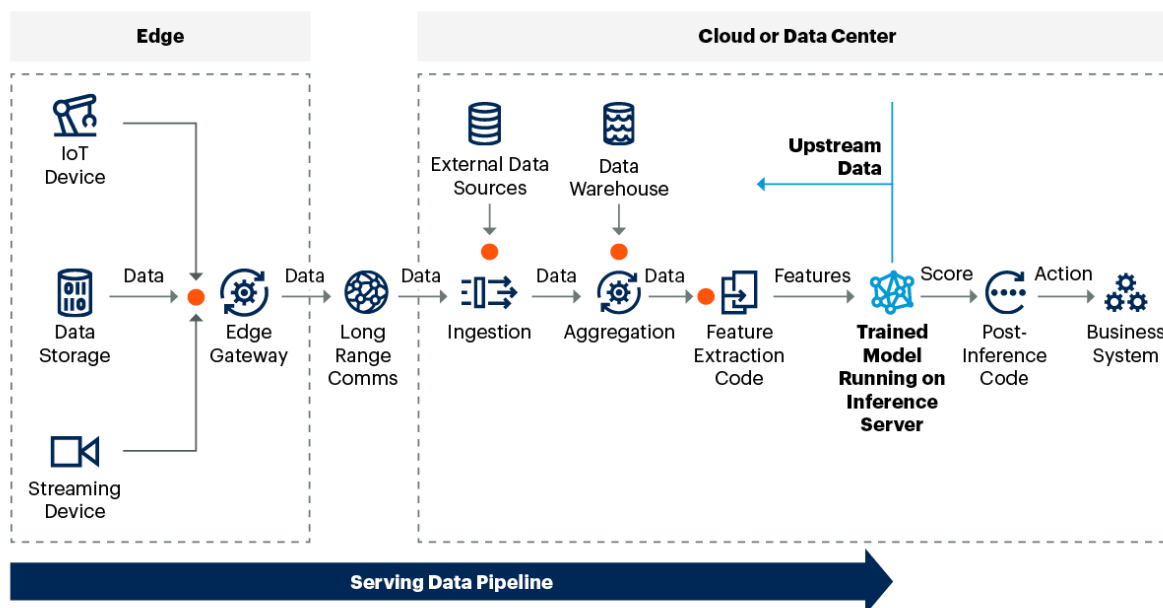 Edge
Cloud or Data Center
IoT
Device
External Data
Sources
Data
Warehouse
Upstream
Data
Data
Data
Data
Data
Data
Features
Score
Action
Data
Storage
Edge
Gateway
Long
Range
Comms
Ingestion
Aggregation
Feature
Extraction
Code
Trained
Model
Running on
Inference
Server
Post-
Inference
Code
Business
System
Streaming
Device
Serving Data Pipeline